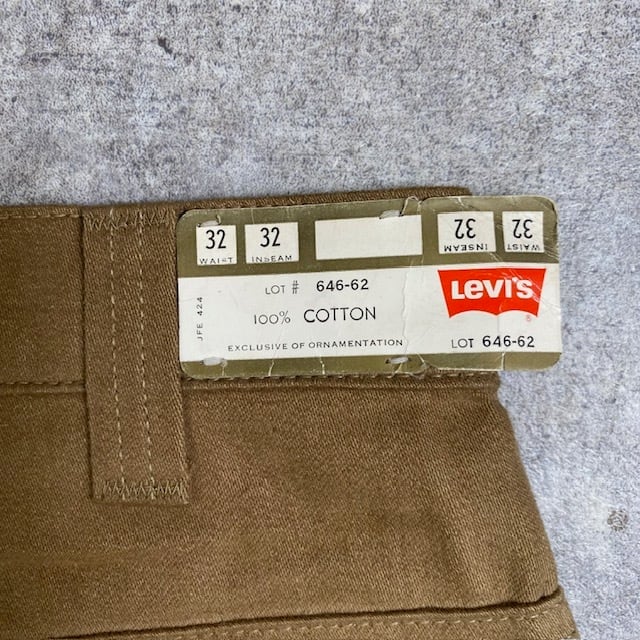 32 32 32 32
WAIST INSEAM INSEAM WAIST
LOT # 646-62
JFE 424
100% COTTON
EXCLUSIVE OF ORNAMENTATION
Levi's
®
LOT 646-62